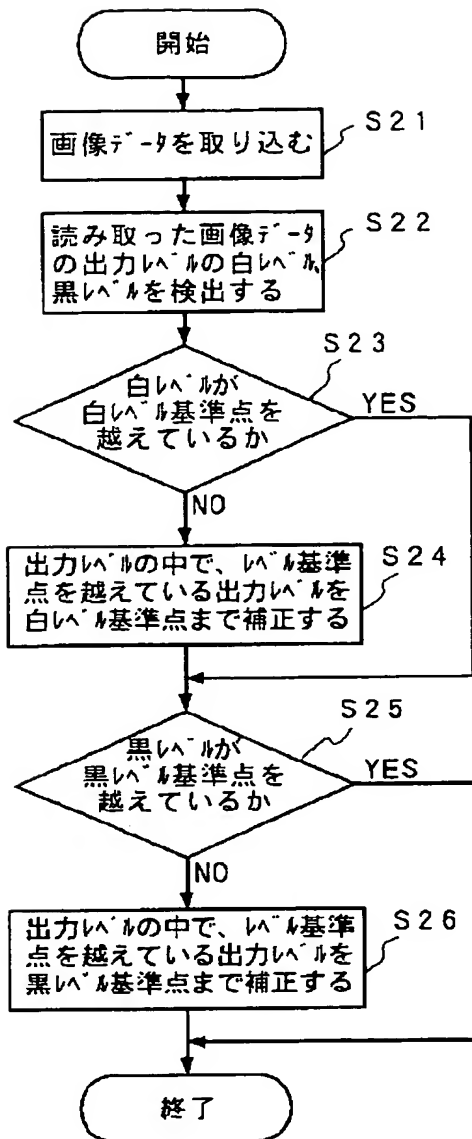 開始
画像ﾃﾞｰﾀを取り込む
S21
読み取った画像ﾃﾞｰﾀ
の出力ﾚﾍﾞﾙの白ﾚﾍﾞﾙ、
黒ﾚﾍﾞﾙを検出する
S22
S23
白ﾚﾍﾞﾙが
白ﾚﾍﾞﾙ基準点を
越えているか
YES
NO
出力ﾚﾍﾞﾙの中で、ﾚﾍﾞﾙ基準
点を越えている出力ﾚﾍﾞﾙを
白ﾚﾍﾞﾙ基準点まで補正する
S24
S25
黒ﾚﾍﾞﾙが
黒ﾚﾍﾞﾙ基準点を
越えているか
YES
NO
出力ﾚﾍﾞﾙの中で、ﾚﾍﾞﾙ基準
点を越えている出力ﾚﾍﾞﾙを
黒ﾚﾍﾞﾙ基準点まで補正する
S26
終了